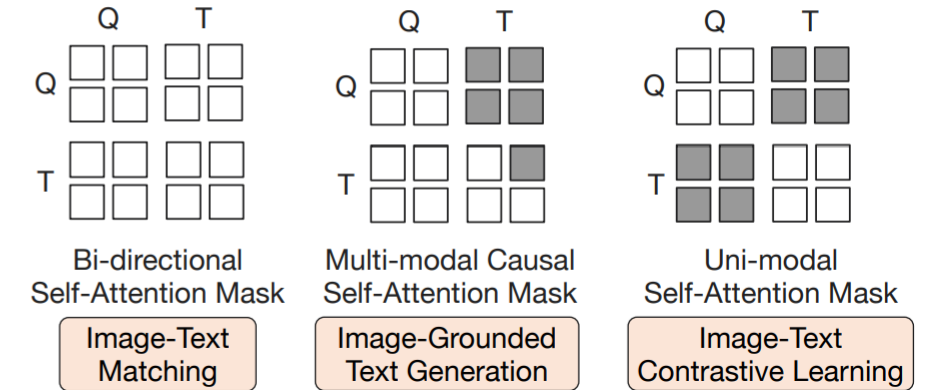 Q T
Q
T
Bi-directional
Self-Attention Mask
Image-Text
Matching
Q T
Q
T
Multi-modal Causal
Self-Attention Mask
Image-Grounded
Text Generation
Q T
Q
T
Uni-modal
Self-Attention Mask
Image-Text
Contrastive Learning